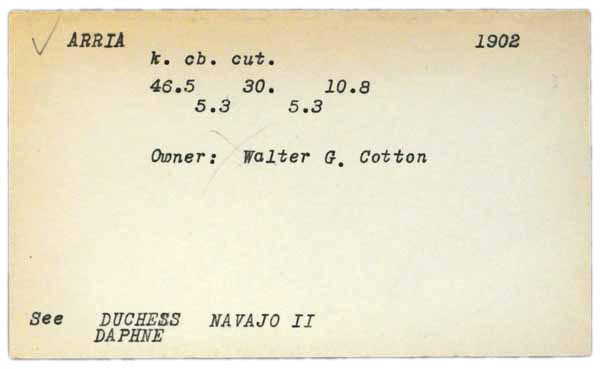 ARRIA 1902
k. cb. cut.
46.5 30. 10.8
5.3 5.3
Owner: Walter G. Cotton
See DUCHESS NAVAJO II
DAPHNE